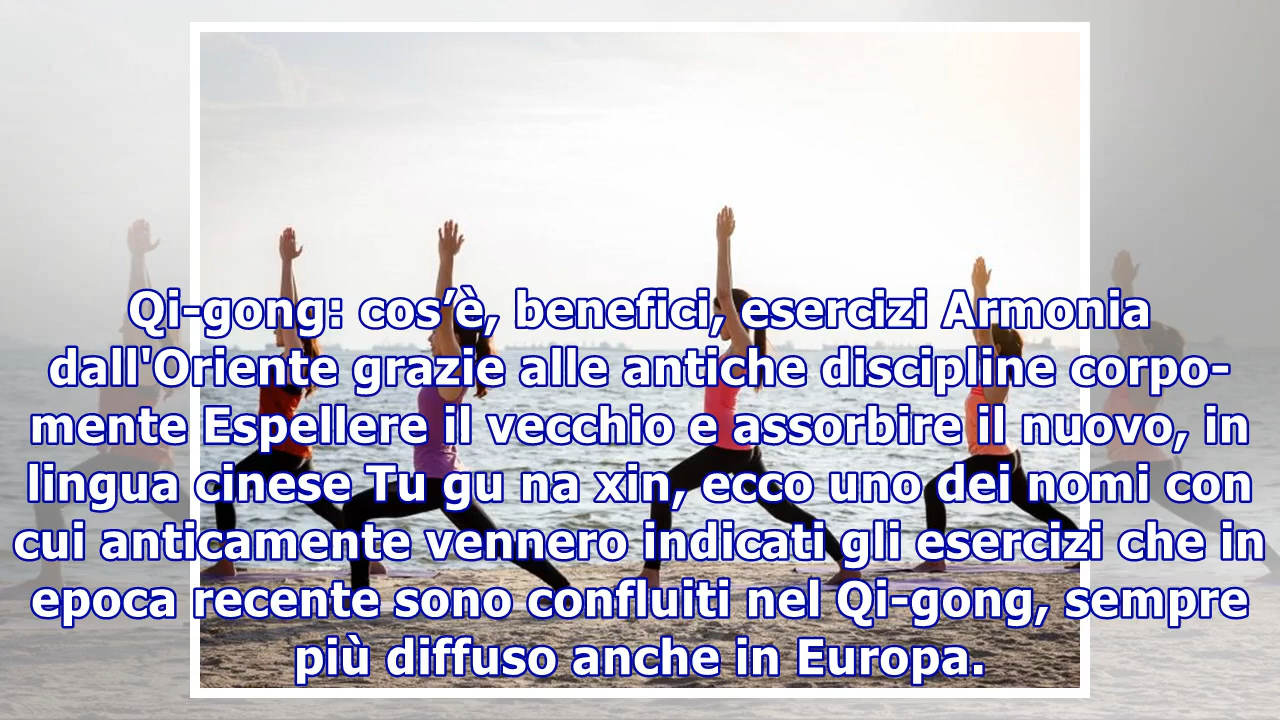 Qi-gong: cos’è, benefici, esercizi Armonia
dall'Oriente grazie alle antiche discipline corpo-
mente Espellere il vecchio e assorbire il nuovo, in
lingua cinese Tu gu na xin, ecco uno dei nomi con
cui anticamente vennero indicati gli esercizi che in
epoca recente sono confluiti nel Qi-gong, sempre
più diffuso anche in Europa.